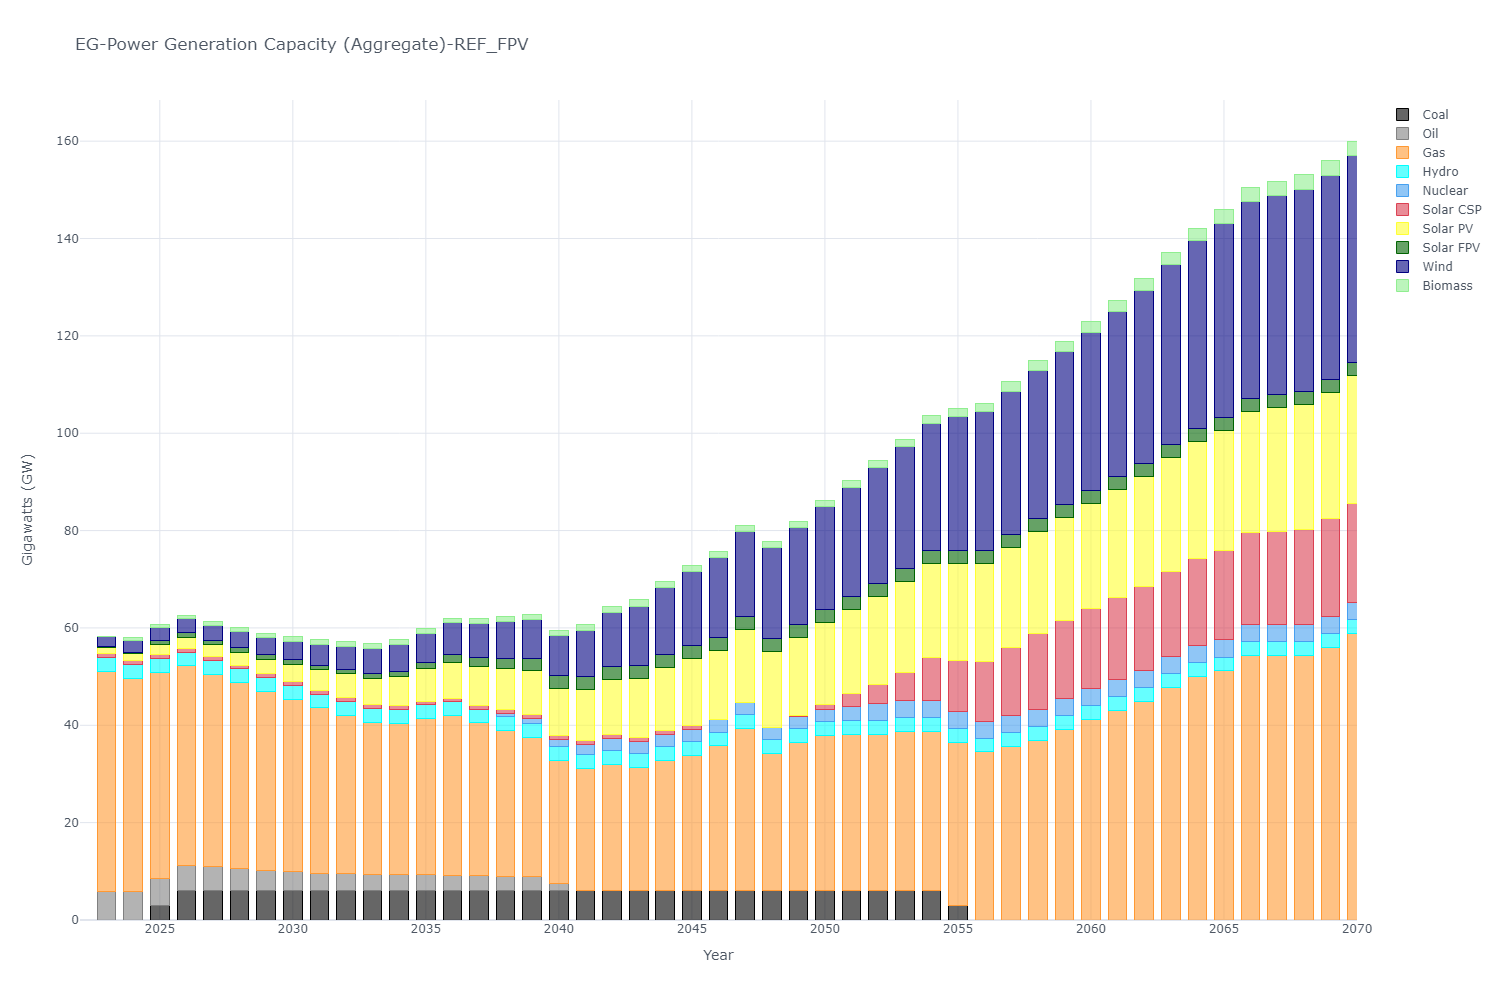 EG-Power Generation Capacity (Aggregate)-REF_FPV
Coal
Oil
Gas
Hydro
Nuclear
Solar CSP
Solar PV
Solar FPV
Wind
Biomass
160
140
120
100
80
60
40
20
0
Gigawatts (GW)
2025
2030
2035
2040
2045
2050
2055
2060
2065
2070
Year